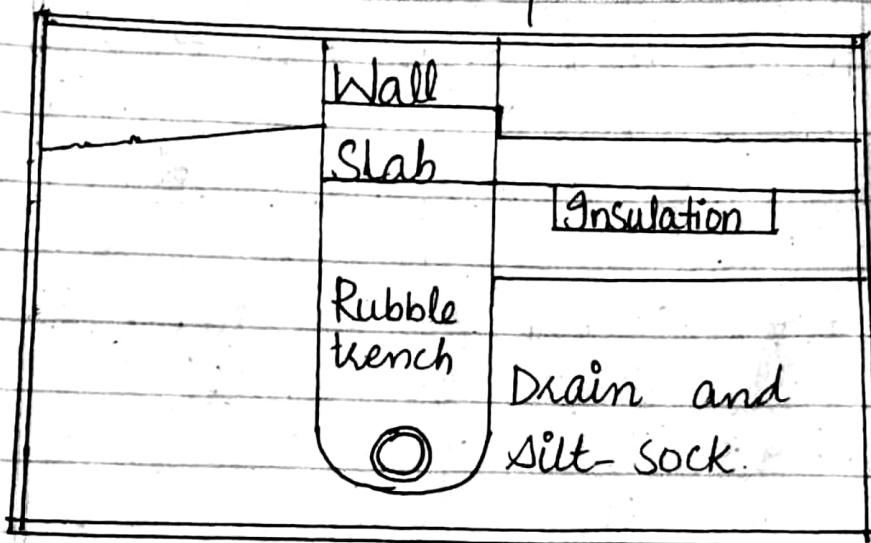 Wall
Slab
Insulation
Rubble
trench
Drain and
silt-sock.